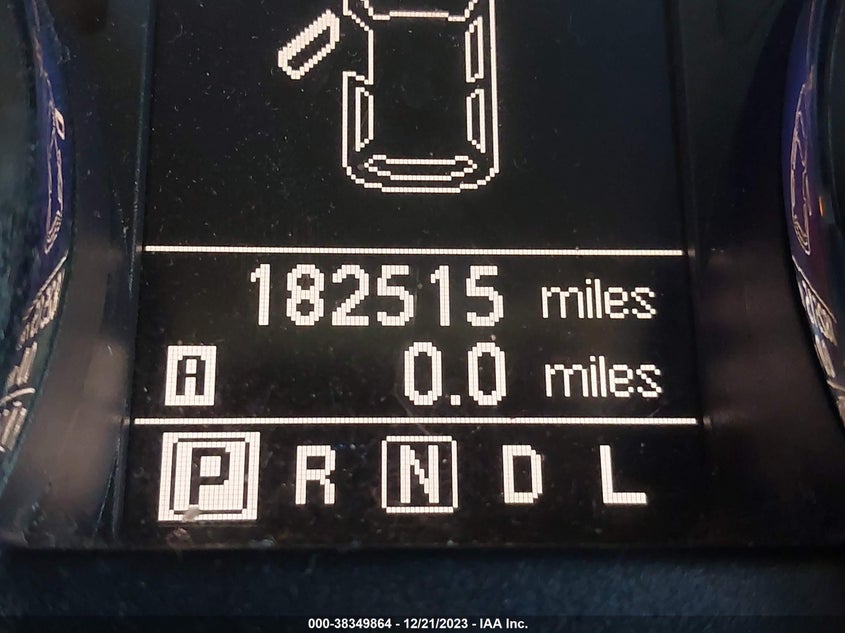 182515 miles
A 0.0 miles
P R N D L
000-38349864 - 12/21/2023 - IAA Inc.